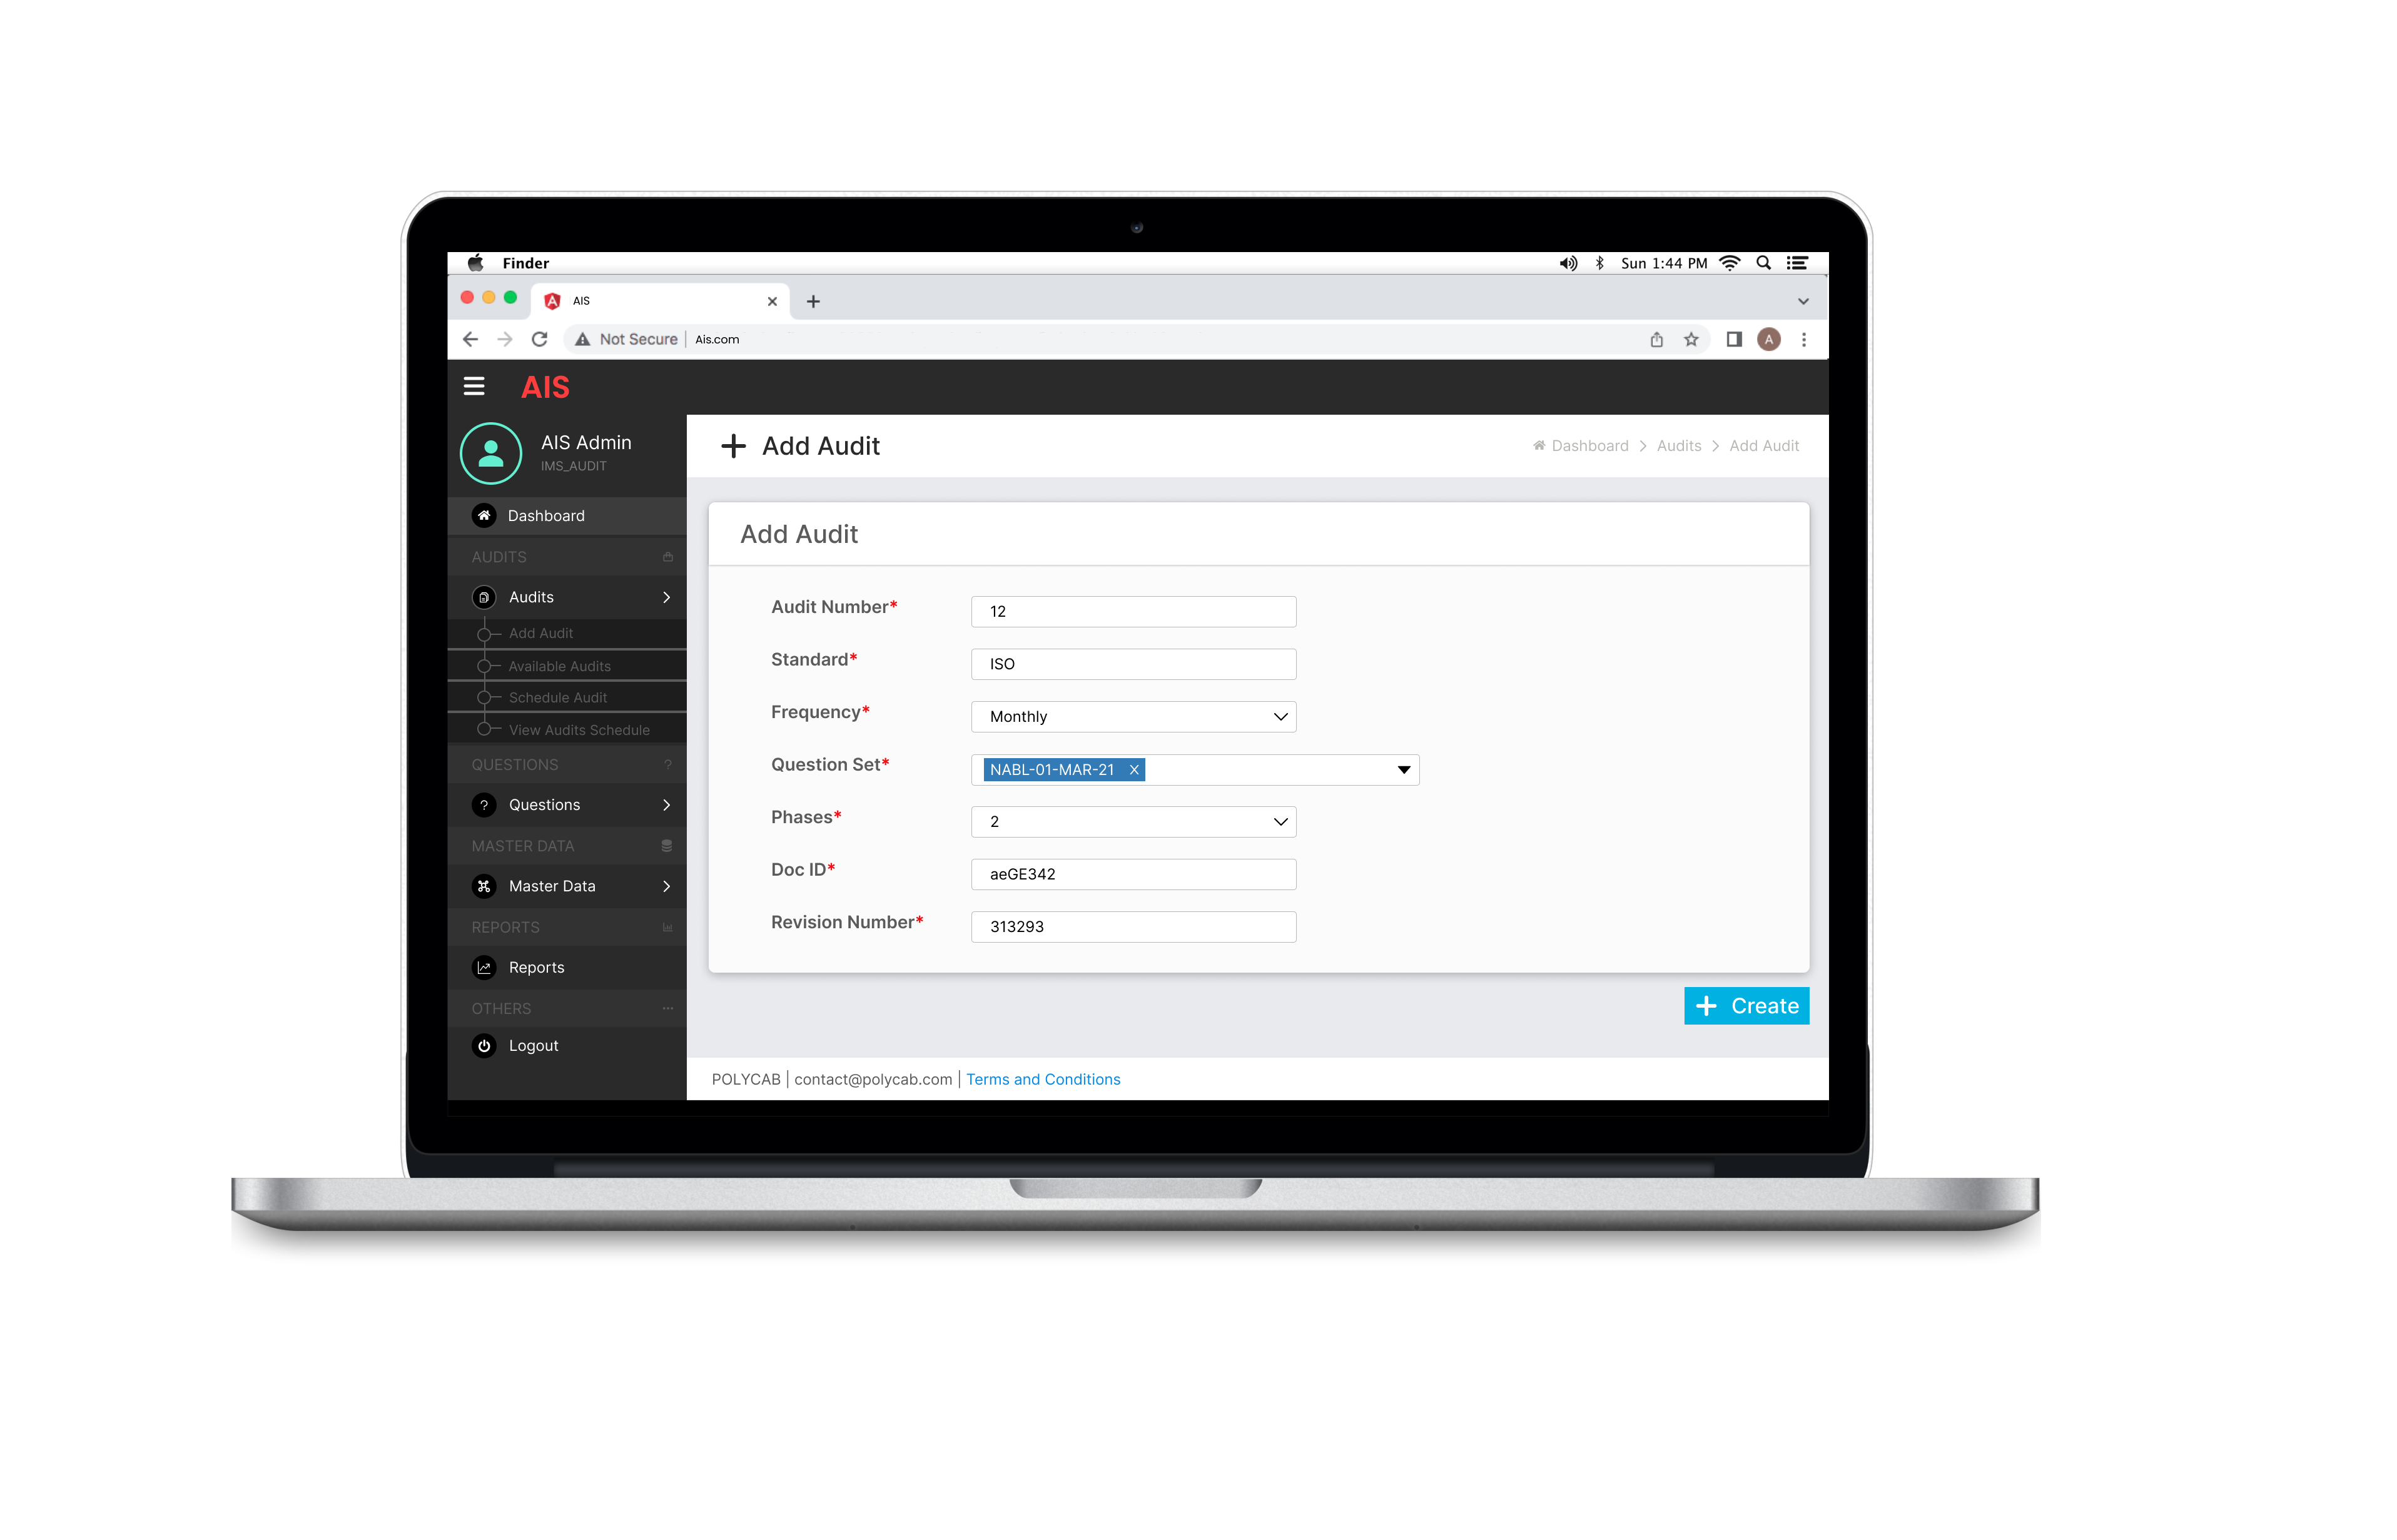 Finder
Sun 1:44 PM
AIS
Not Secure | Ais.com
A
AIS
AIS Admin
IMS_AUDIT
Dashboard
AUDITS
Audits
Add Audit
Available Audits
Schedule Audit
View Audits Schedule
QUESTIONS ?
? Questions
MASTER DATA
Master Data
REPORTS
Reports
OTHERS
Logout
+ Add Audit
Dashboard > Audits > Add Audit
Add Audit
Audit Number* 12
Standard* ISO
Frequency* Monthly
Question Set* NABL-01-MAR-21 X
Phases* 2
Doc ID* aeGE342
Revision Number* 313293
+ Create
POLYCAB | contact@polycab.com | Terms and Conditions